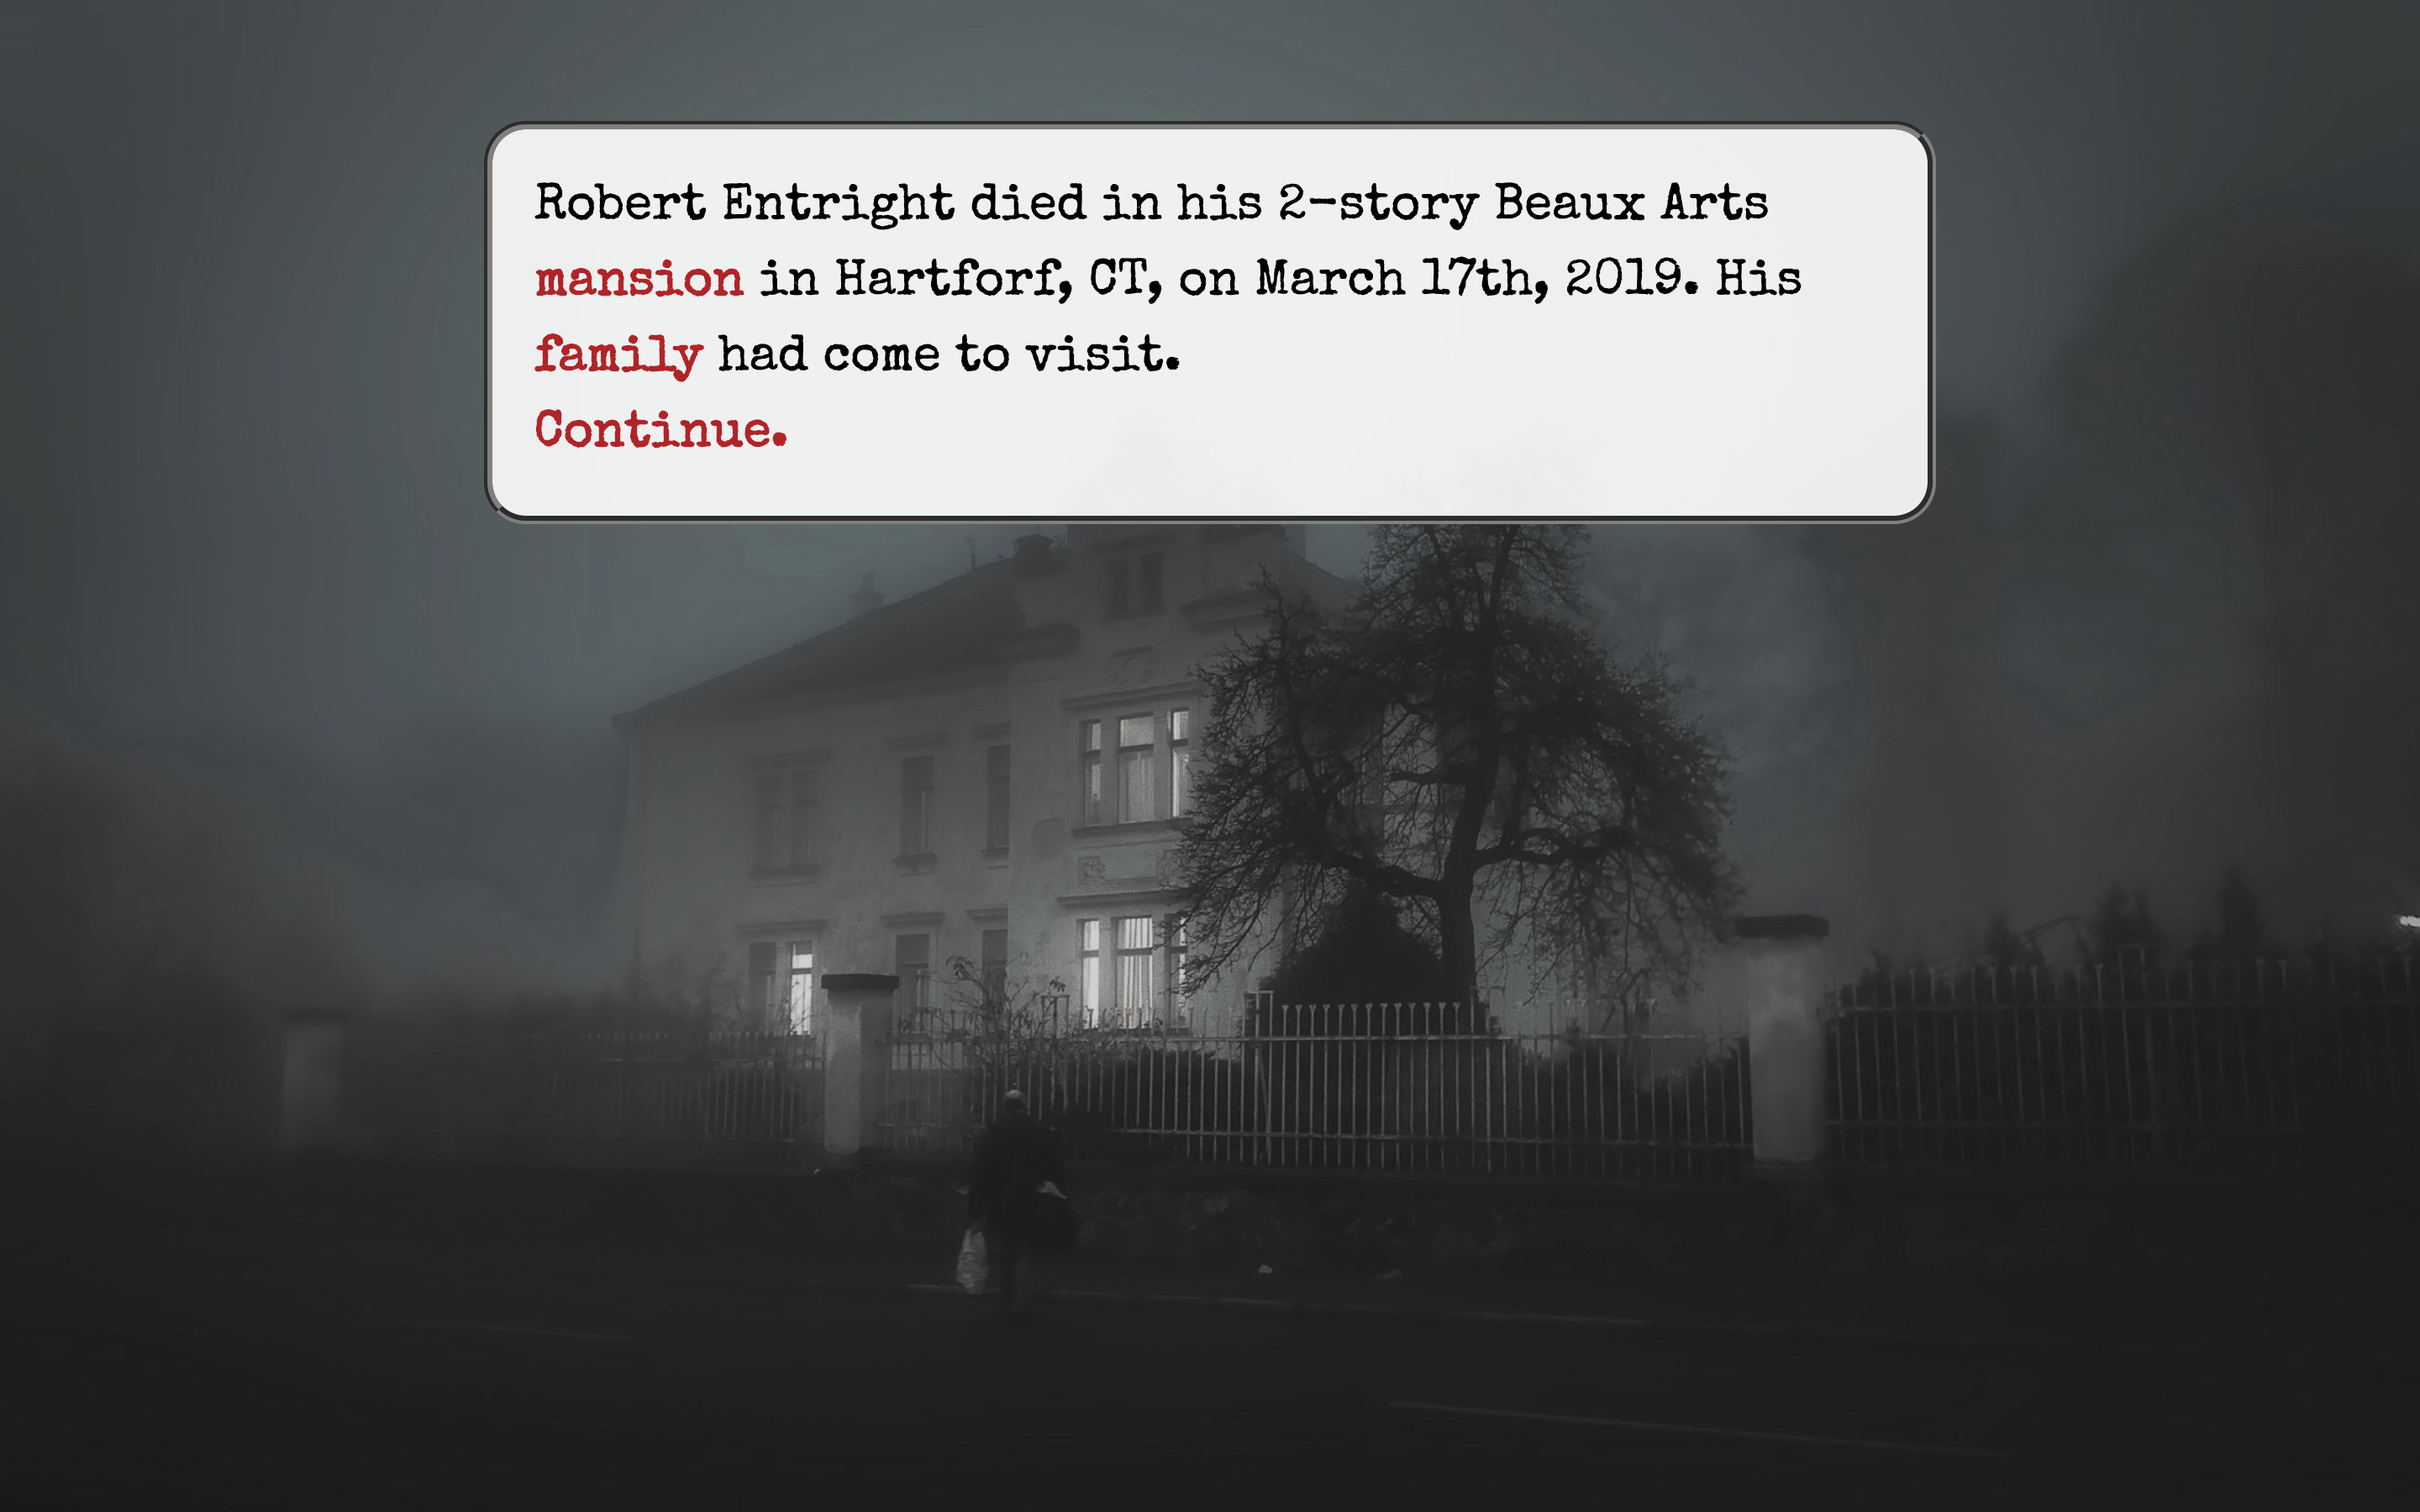 Robert Entright died in his 2-story Beaux Arts
mansion in Hartforf, CT, on March 17th, 2019. His
family had come to visit.
Continue.